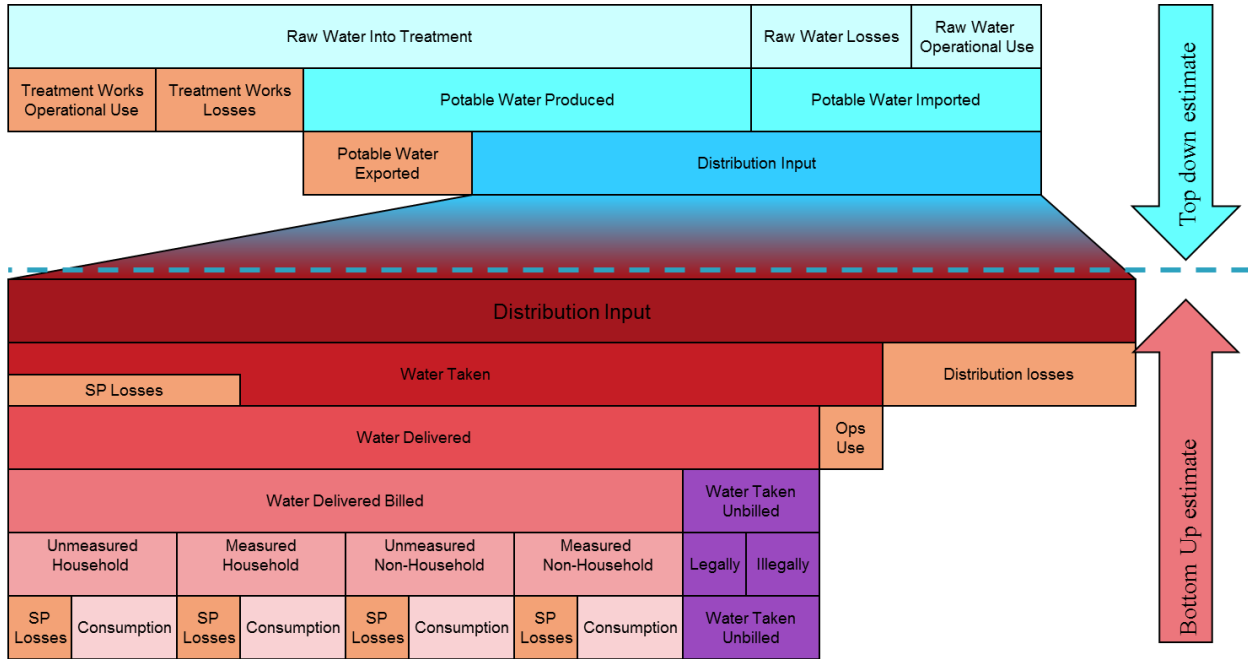 Raw Water Into Treatment
Raw Water Losses
Raw Water
Operational Use
Treatment Works
Operational Use
Treatment Works
Losses
Potable Water Produced
Potable Water Imported
Potable Water
Exported
Distribution Input
Top down estimate
Distribution Input
Water Taken
SP Losses
Distribution losses
Water Delivered
Ops
Use
Water Delivered Billed
Water Taken
Unbilled
Unmeasured
Household
Measured
Household
Unmeasured
Non-Household
Measured
Non-Household
Legally
Illegally
SP
Losses
Consumption
SP
Losses
Consumption
SP
Losses
Consumption
SP
Losses
Consumption
Water Taken
Unbilled
Bottom Up estimate